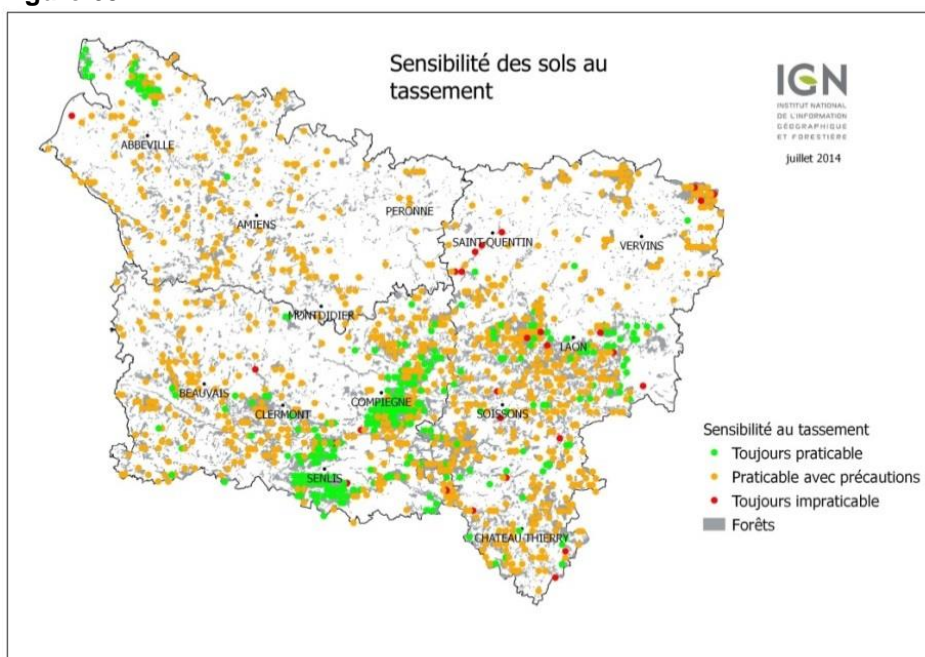 Sensibilité des sols au
tassement
IGN
INSTITUT NATIONAL
DE L'INFORMATION
GÉOGRAPHIQUE
ET FORESTIÈRE
juillet 2014
ABBEVILLE
AMIENS
PERONNE
SAINT-QUENTIN
VERVINS
MONTDIDIER
LAON
BEAUVAIS
CLERMONT
COMPIEGNE
SOISSONS
SENLIS
CHATEAU-THIERRY
Sensibilité au tassement
Toujours praticable
Praticable avec précautions
Toujours impraticable
Forêts